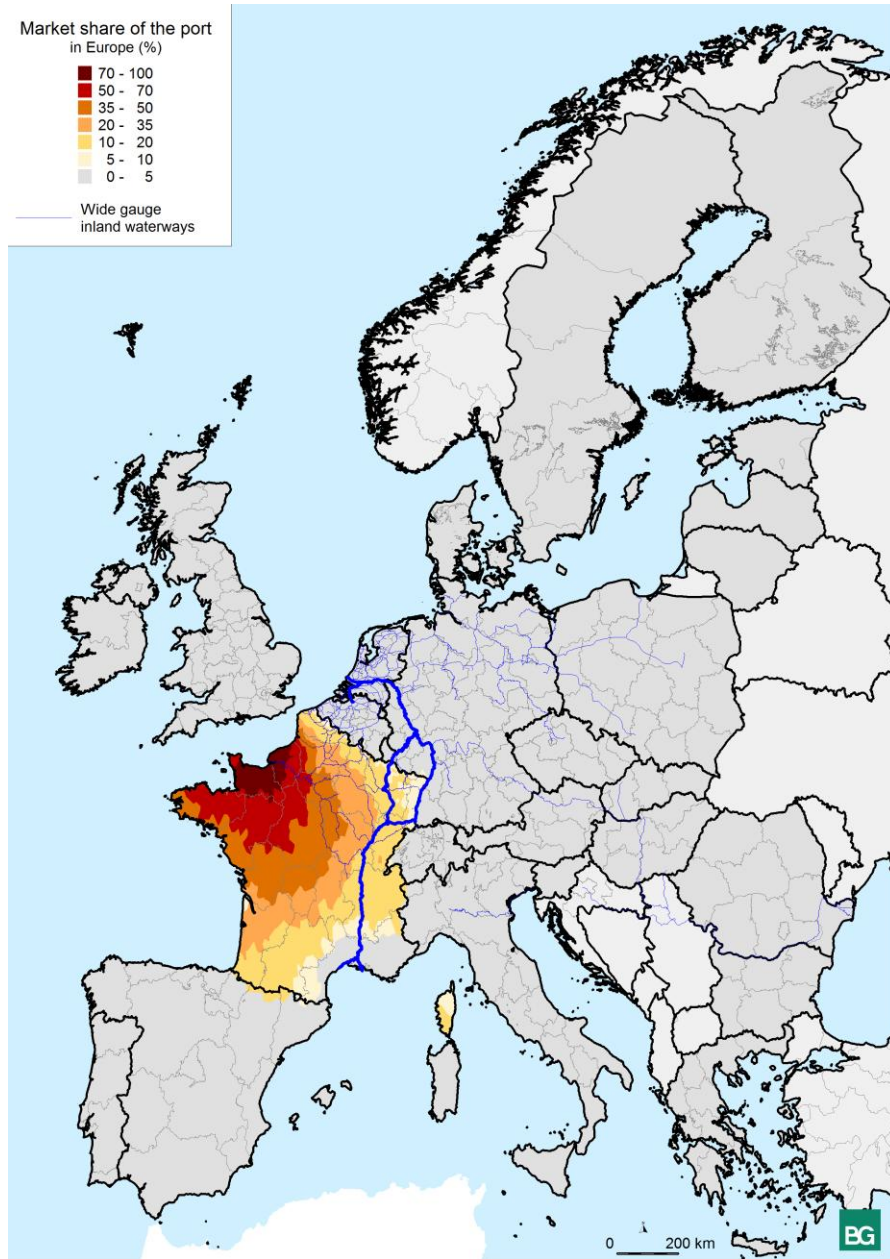 Market share of the port
in Europe (%)
70 - 100
50 - 70
35 - 50
20 - 35
10 - 20
5 - 10
0 - 5
Wide gauge
inland waterways
0 200 km
BG